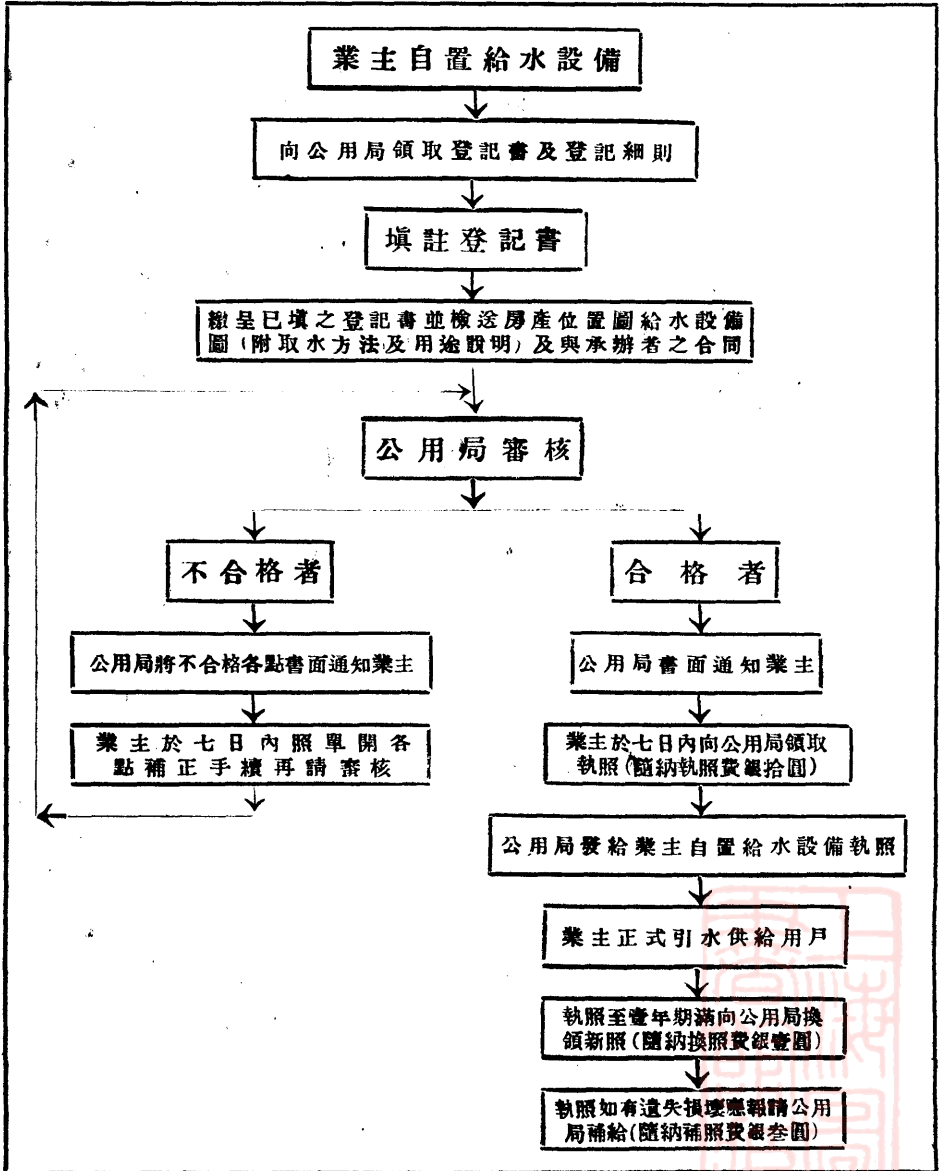 業主自置給水設備
向公用局領取登記書及登記細則
填註登記書
繳呈已填之登記書並檢送房產位置圖給水設備
圖(附取水方法及用途說明)及與承辦者之合同
公用局審核
不合格者
合格者
公用局將不合格各點書面通知業主
公用局書面通知業主
業主於七日內照單開各
點補正手續再請審核
業主於七日內向公用局領取
執照(隨納執照費銀拾圓)
公用局發給業主自置給水設備執照
業主正式引水供給用戶
執照至壹年期滿向公用局換
領新照(隨納換照費銀壹圓)
執照如有遺失損壞應報請公用
局補給(隨納補照費銀叁圓)